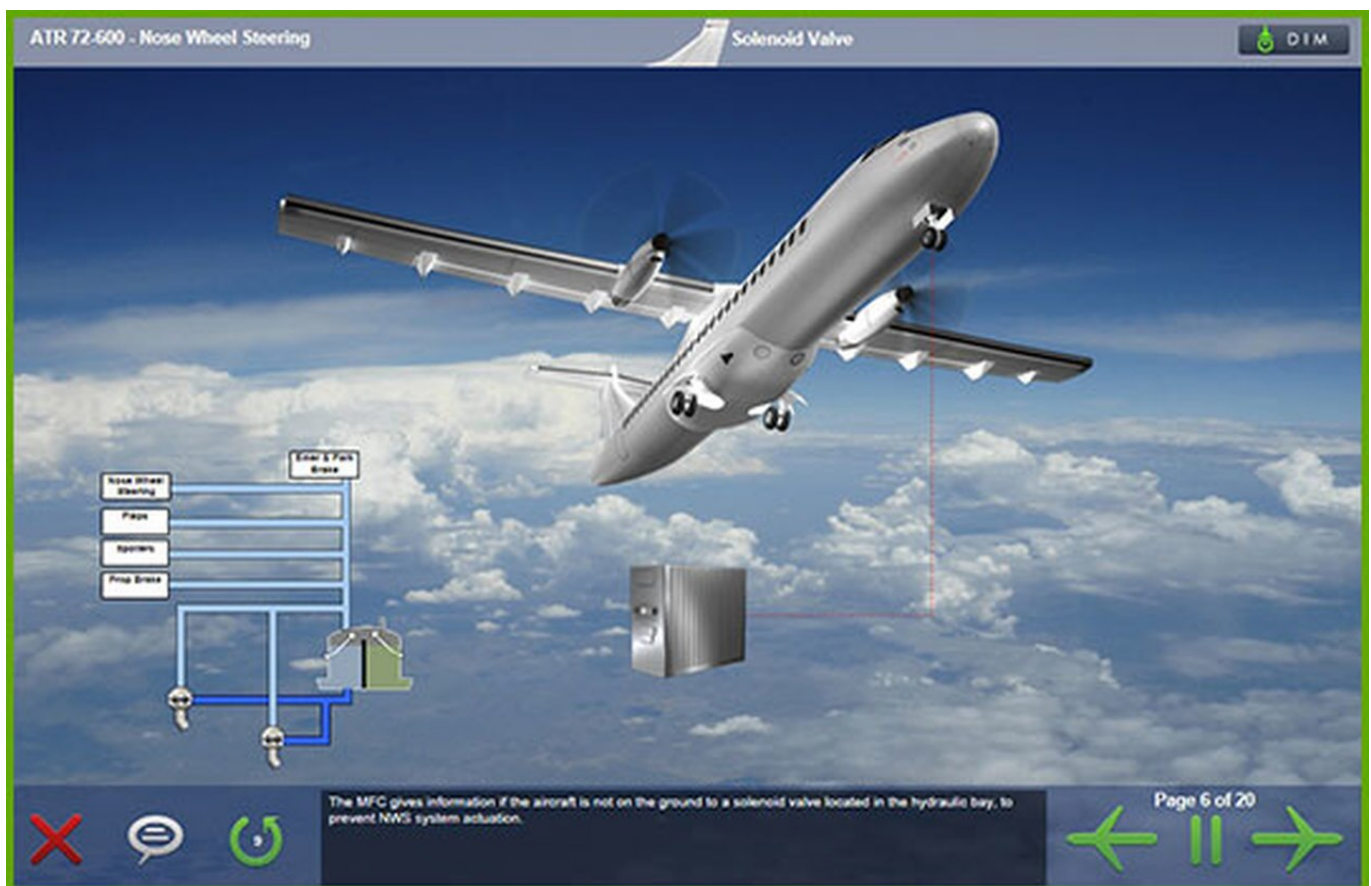 ATR 72-600 - Nose Wheel Steering
Solenoid Valve
DIM
Emer & Park
Brake
Nose Wheel
Steering
Flaps
Spoilers
Prop Brake
The MFC gives information if the aircraft is not on the ground to a solenoid valve located in the hydraulic bay, to
prevent NWS system actuation.
Page 6 of 20